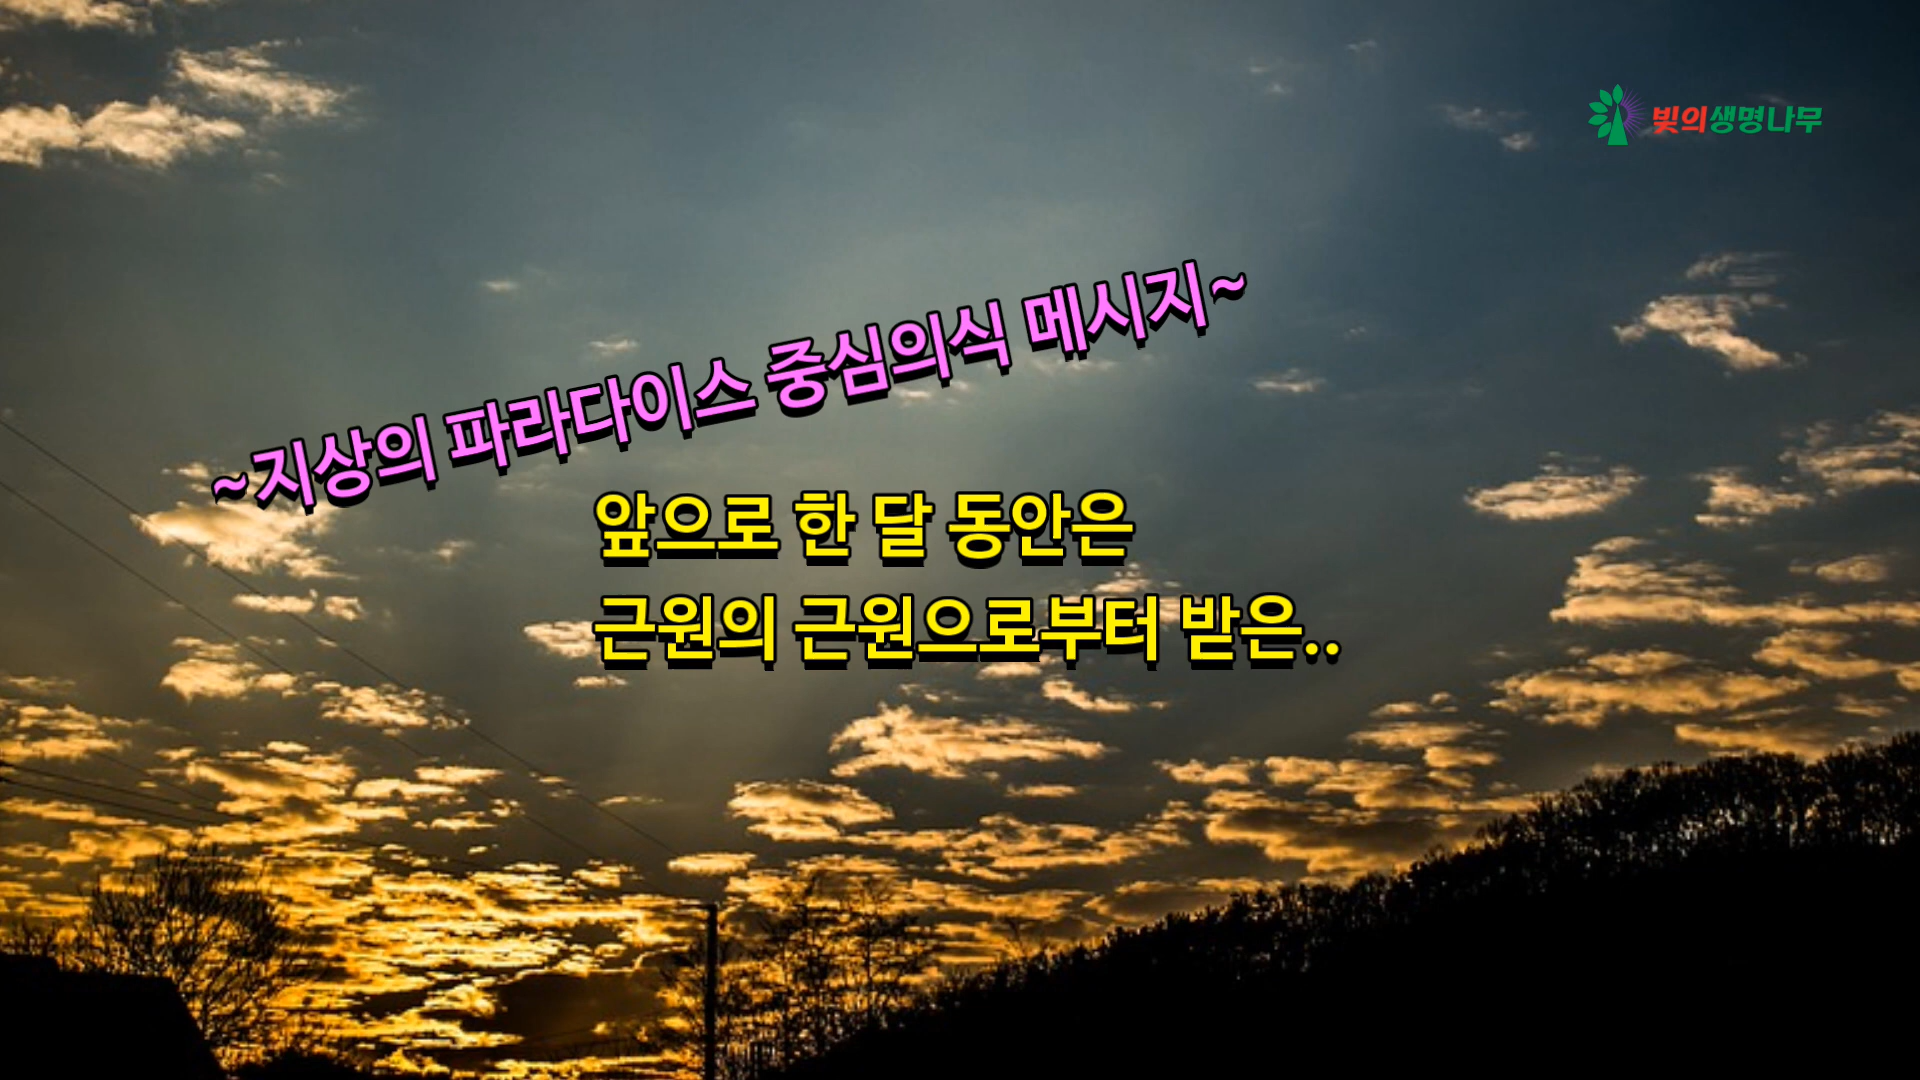 빛의생명나무
~지상의 파라다이스 중심의식 메시지~
앞으로 한 달 동안은
근원의 근원으로부터 받은..